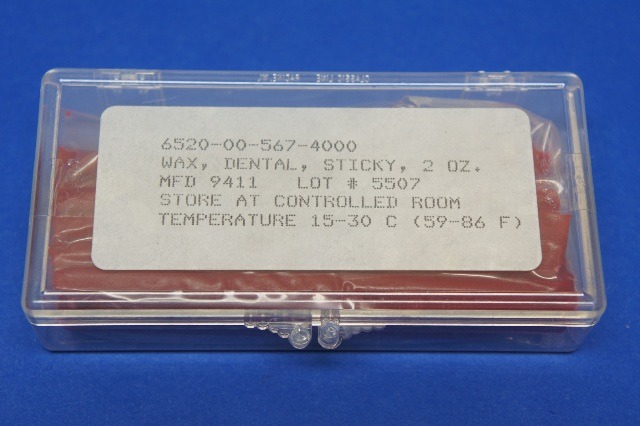 6520-00-567-4000
WAX, DENTAL, STICKY, 2 OZ.
MFD 9411 LOT # 5507
STORE AT CONTROLLED ROOM
TEMPERATURE 15-30 C (59-86 F)